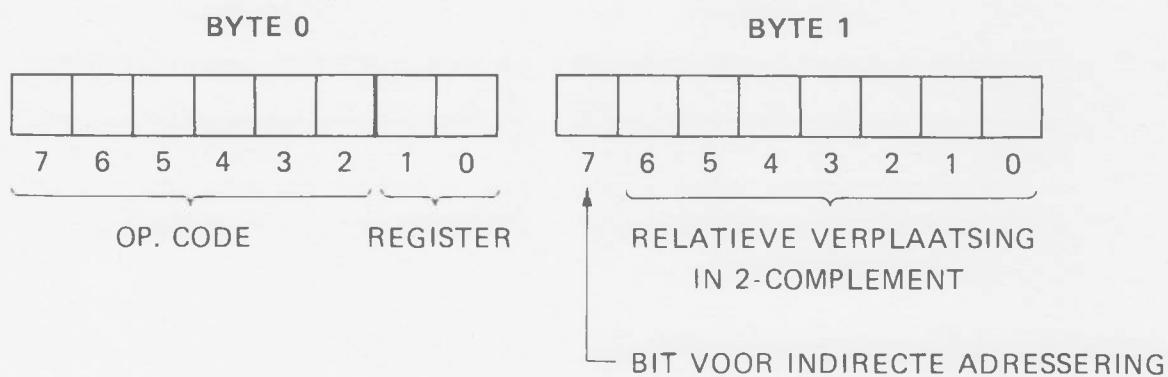 BYTE 0 BYTE 1
7 6 5 4 3 2 1 0 7 6 5 4 3 2 1 0
OP. CODE REGISTER RELATIEVE VERPLAATSING
IN 2-COMPLEMENT
BIT VOOR INDIRECTE ADRESSERING